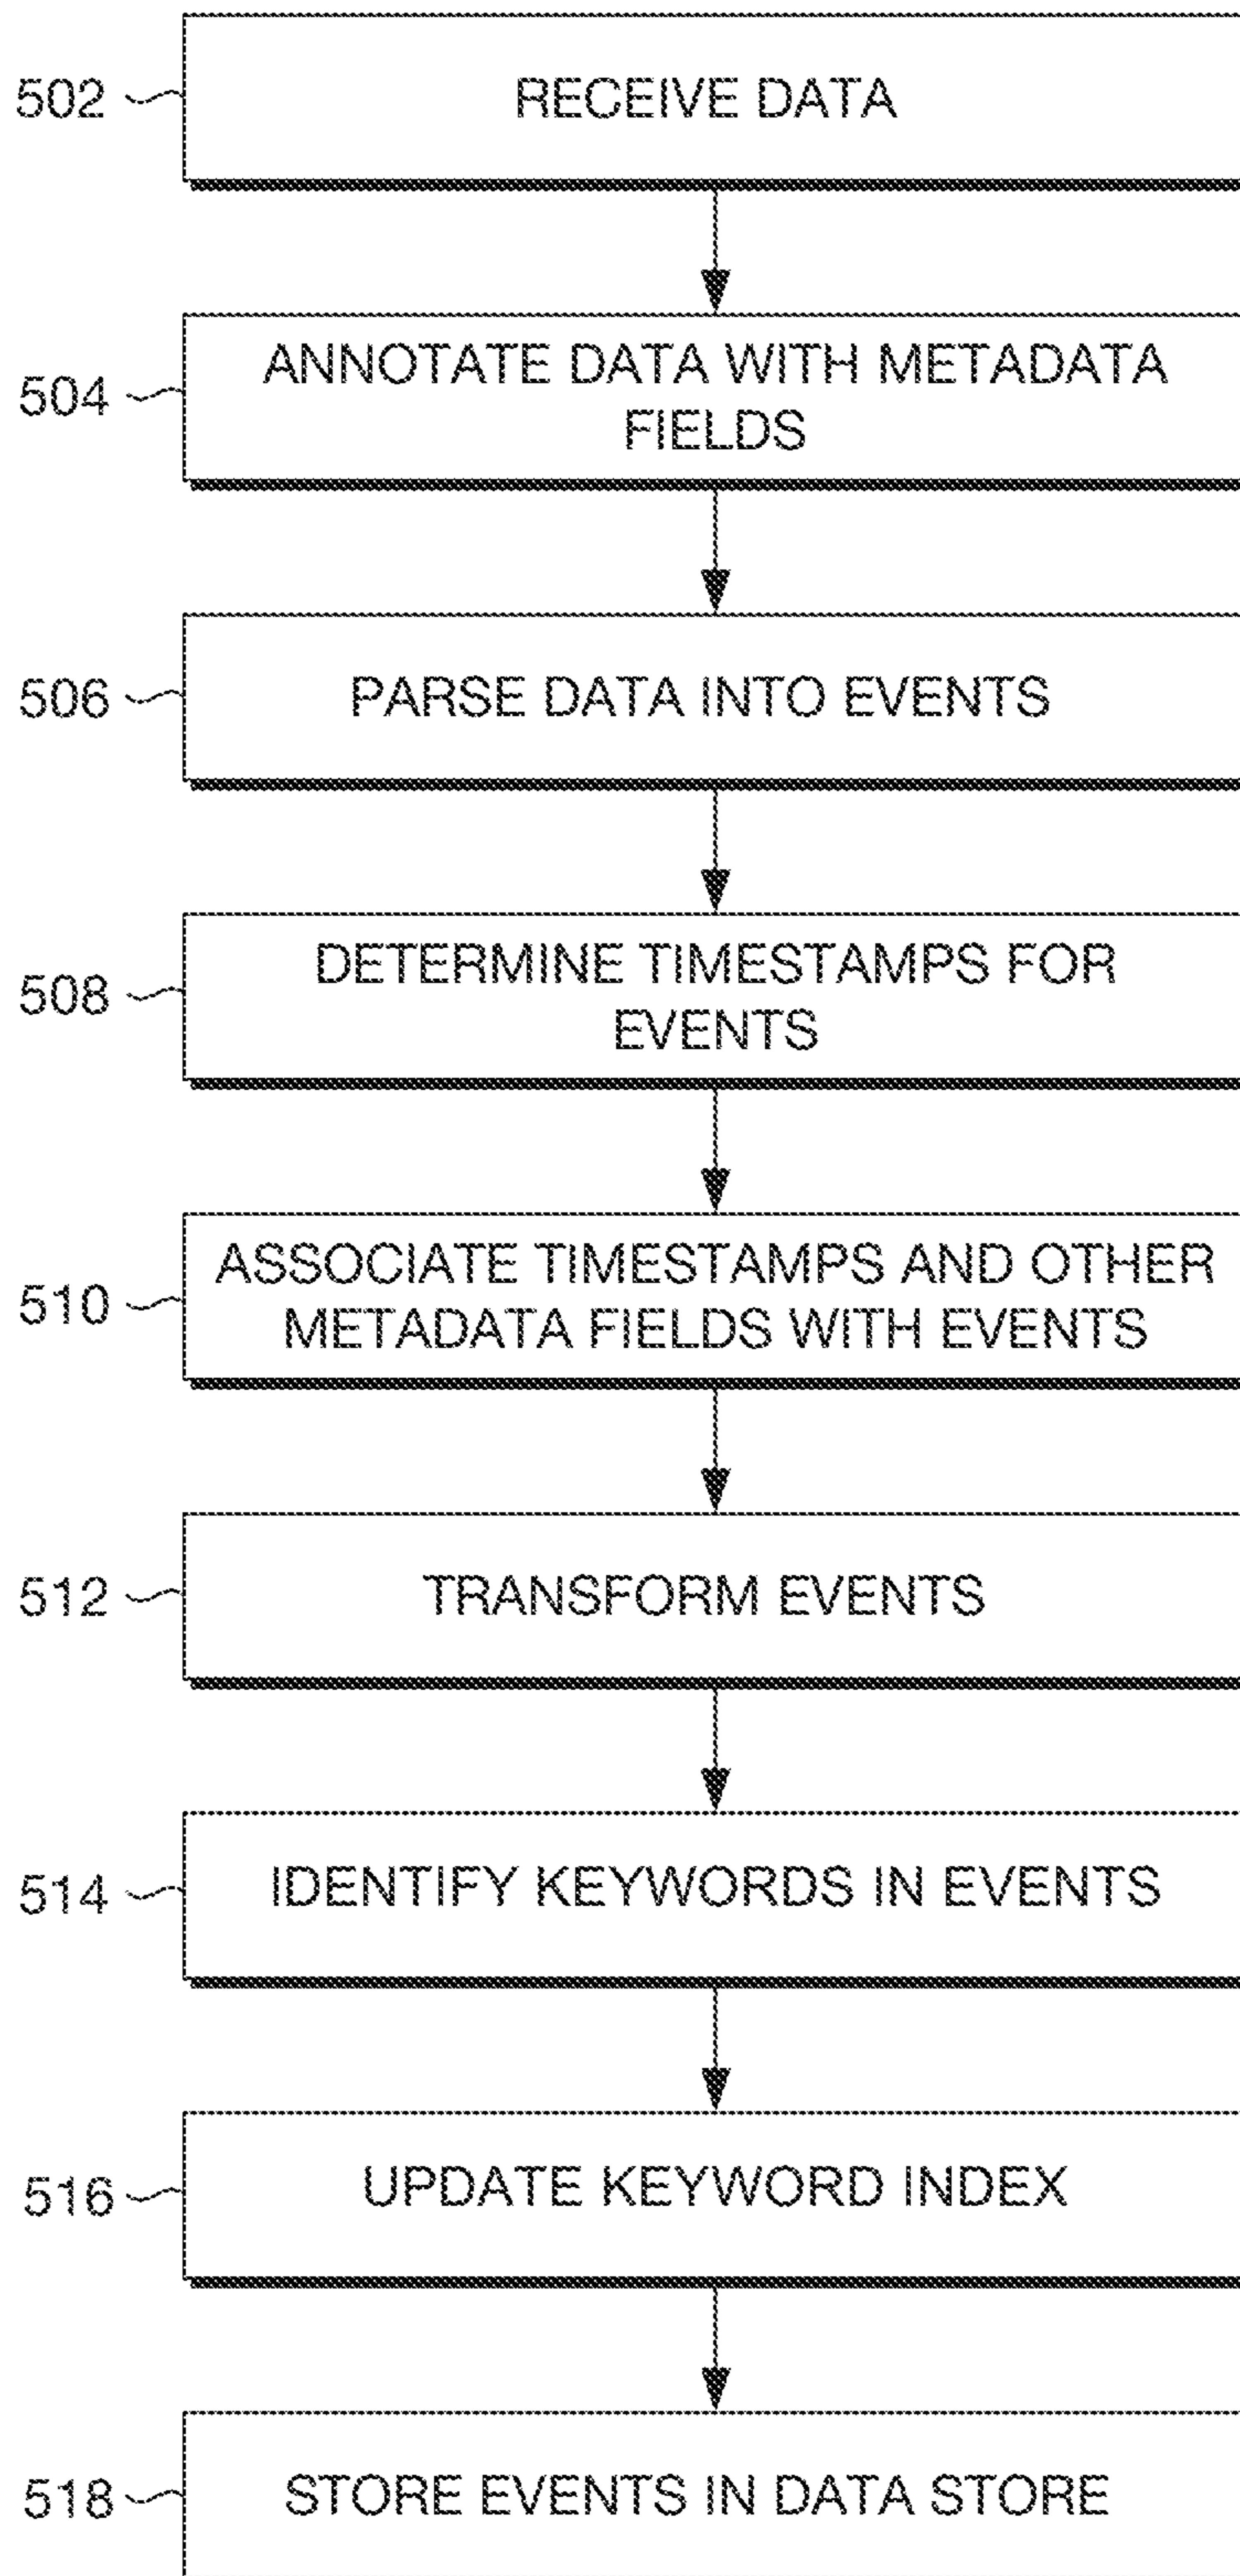 502
RECEIVE DATA
504
ANNOTATE DATA WITH METADATA
FIELDS
506
PARSE DATA INTO EVENTS
508
DETERMINE TIMESTAMPS FOR
EVENTS
510
ASSOCIATE TIMESTAMPS AND OTHER
METADATA FIELDS WITH EVENTS
512
TRANSFORM EVENTS
514
IDENTIFY KEYWORDS IN EVENTS
516
UPDATE KEYWORD INDEX
518
STORE EVENTS IN DATA STORE